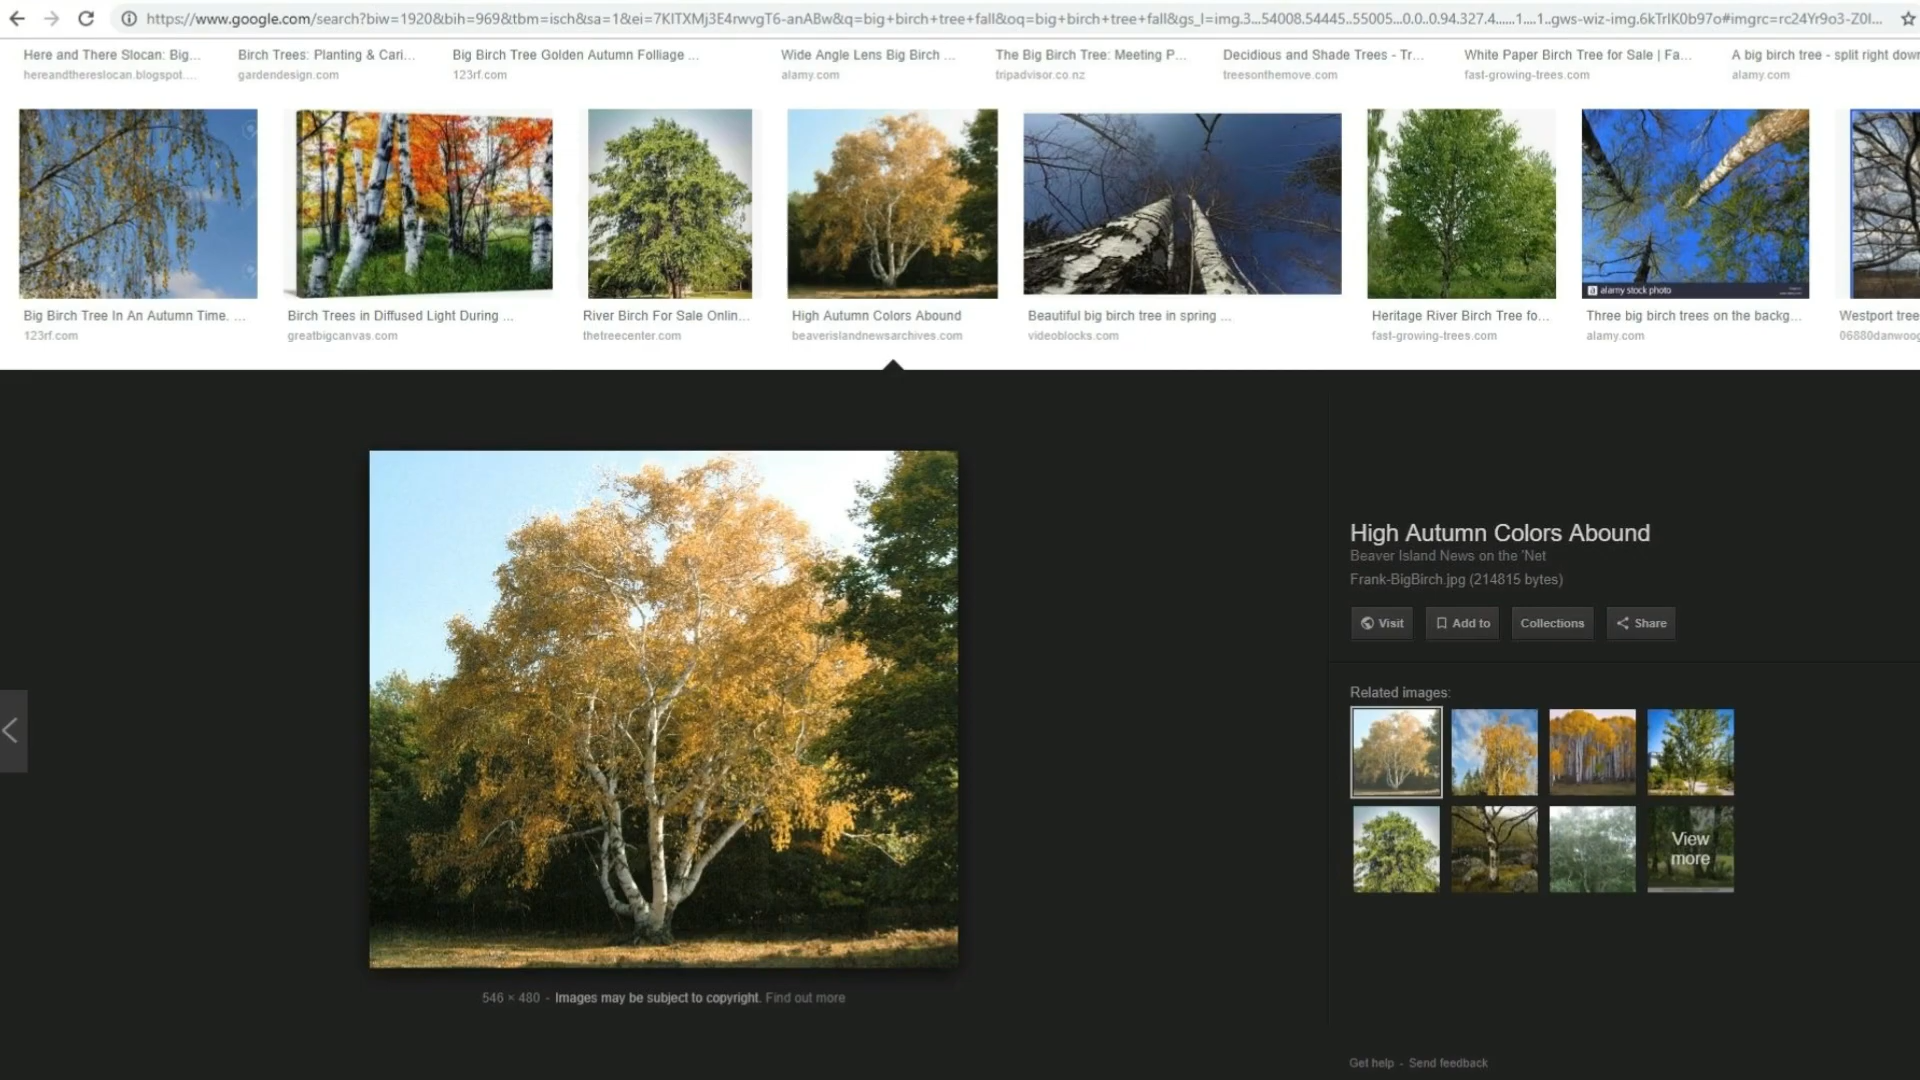 https://www.google.com/search?biw=1920&bih=969&tbm=isch&sa=1&ei=7KITXMj3E4rwvgT6-anABw&q=big+birch+tree+fall&oq=big+birch+tree+fall&gs_l=img.3...54008.54445..55005...0.0..0.94.327.4......1....1..gws-wiz-img.6kTrIK0b97o#imgrc=rc24Yr9o3-Z0I...
Here and There Slocan: Big... Birch Trees: Planting & Cari... Big Birch Tree Golden Autumn Folliage ... Wide Angle Lens Big Birch ... The Big Birch Tree: Meeting P... Decidious and Shade Trees - Tr... White Paper Birch Tree for Sale | Fa... A big birch tree - split right down
hereandthereslocan.blogspot.... gardendesign.com 123rf.com alamy.com tripadvisor.co.nz treesonthemove.com fast-growing-trees.com alamy.com
alamy stock photo
Big Birch Tree In An Autumn Time. ... Birch Trees in Diffused Light During ... River Birch For Sale Onlin... High Autumn Colors Abound Beautiful big birch tree in spring ... Heritage River Birch Tree fo... Three big birch trees on the backg... Westport tree
123rf.com greatbigcanvas.com thetreecenter.com beaverislandnewsarchives.com videoblocks.com fast-growing-trees.com alamy.com 06880danwoog
High Autumn Colors Abound
Beaver Island News on the 'Net
Frank-BigBirch.jpg (214815 bytes)
Visit Add to Collections Share
Related images:
View
more
546 × 480 - Images may be subject to copyright. Find out more
Get help - Send feedback